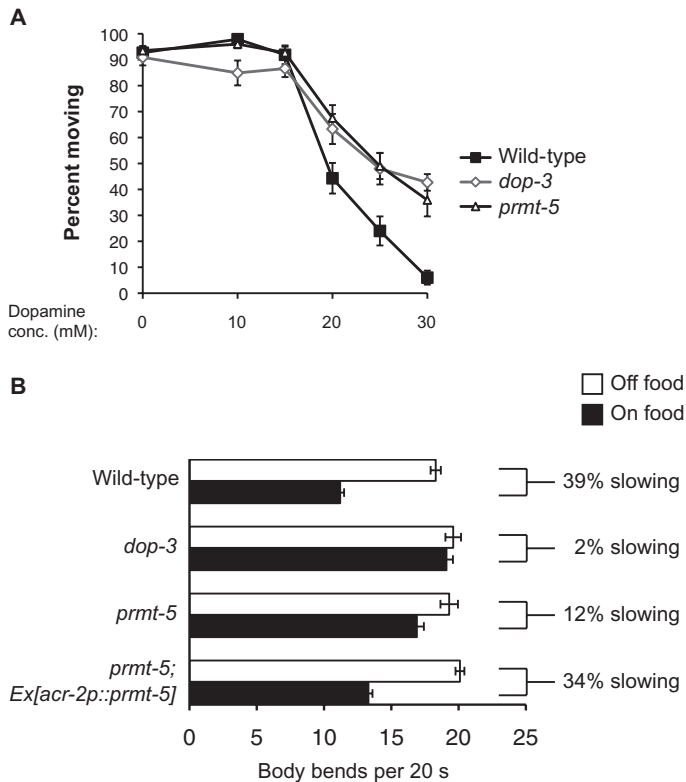 A
100
90
80
70
60
50
40
30
20
10
0
Percent moving
Wild-type
dop-3
prmt-5
Dopamine
conc. (mM):
0 10 20 30
B
Off food
On food
Wild-type
39% slowing
dop-3
2% slowing
prmt-5
12% slowing
prmt-5;
Ex[acr-2p::prmt-5]
34% slowing
0 5 10 15 20 25
Body bends per 20 s